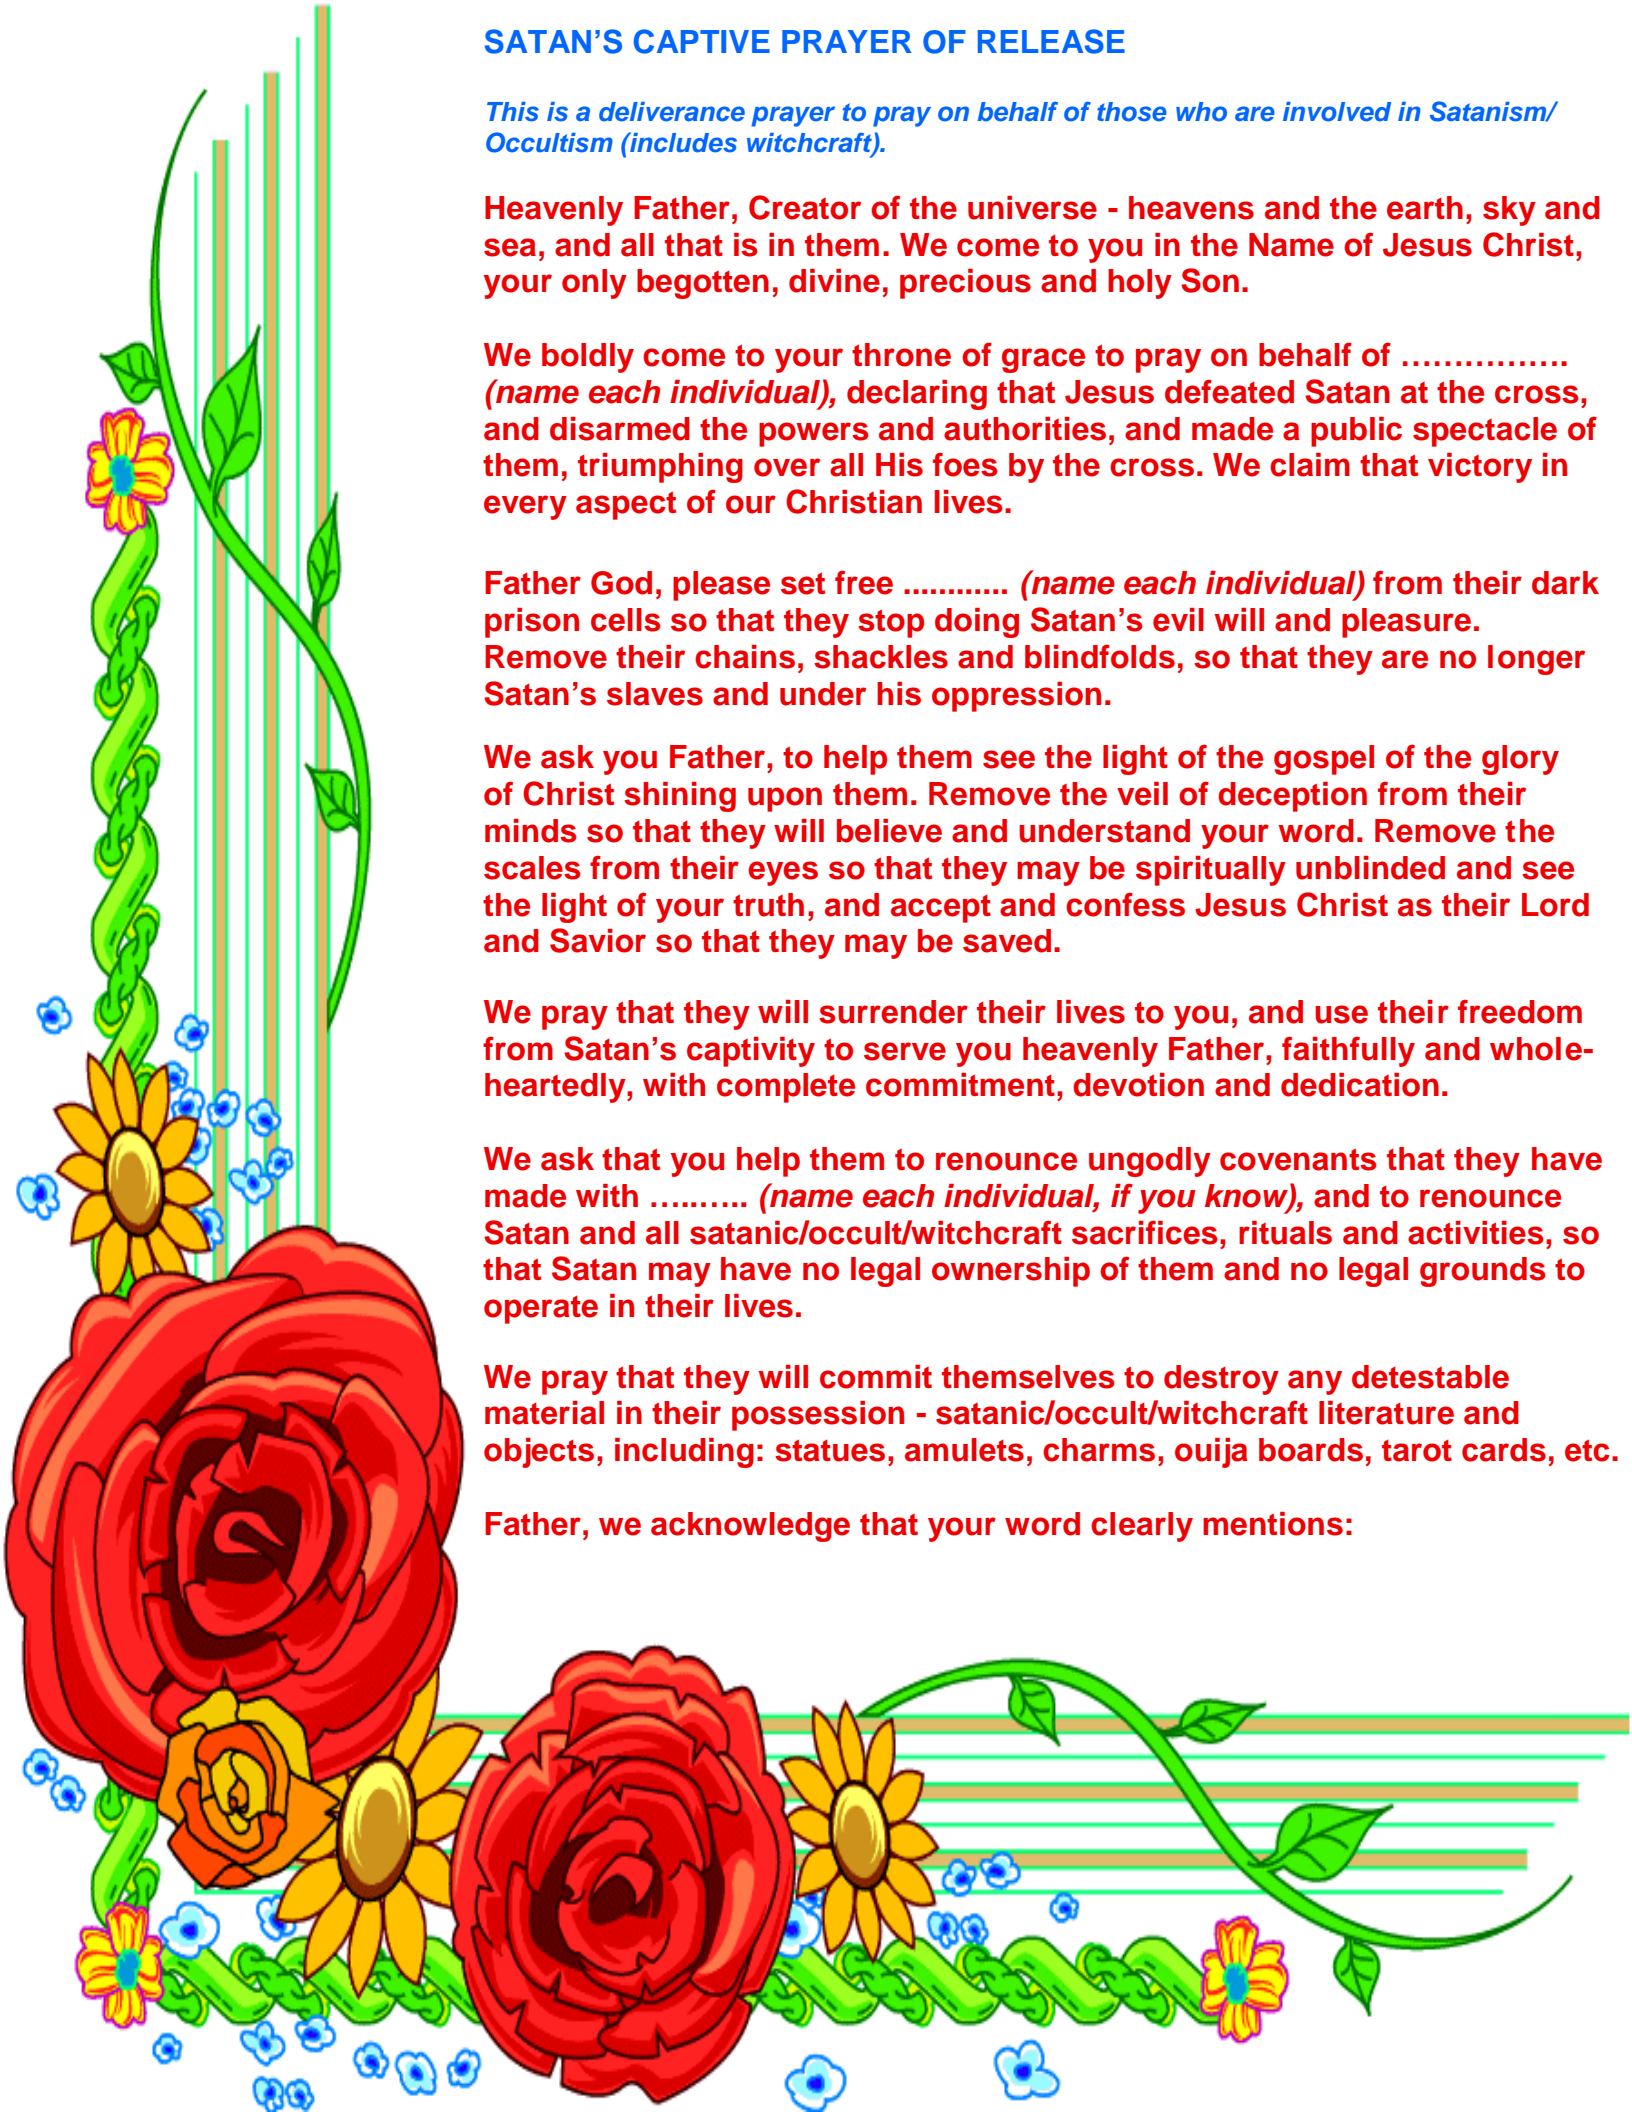 SATAN’S CAPTIVE PRAYER OF RELEASE
This is a deliverance prayer to pray on behalf of those who are involved in Satanism/
Occultism (includes witchcraft).
Heavenly Father, Creator of the universe - heavens and the earth, sky and
sea, and all that is in them. We come to you in the Name of Jesus Christ,
your only begotten, divine, precious and holy Son.
We boldly come to your throne of grace to pray on behalf of …………….
(name each individual), declaring that Jesus defeated Satan at the cross,
and disarmed the powers and authorities, and made a public spectacle of
them, triumphing over all His foes by the cross. We claim that victory in
every aspect of our Christian lives.
Father God, please set free ............ (name each individual) from their dark
prison cells so that they stop doing Satan’s evil will and pleasure.
Remove their chains, shackles and blindfolds, so that they are no longer
Satan’s slaves and under his oppression.
We ask you Father, to help them see the light of the gospel of the glory
of Christ shining upon them. Remove the veil of deception from their
minds so that they will believe and understand your word. Remove the
scales from their eyes so that they may be spiritually unblinded and see
the light of your truth, and accept and confess Jesus Christ as their Lord
and Savior so that they may be saved.
We pray that they will surrender their lives to you, and use their freedom
from Satan’s captivity to serve you heavenly Father, faithfully and whole-
heartedly, with complete commitment, devotion and dedication.
We ask that you help them to renounce ungodly covenants that they have
made with …..….. (name each individual, if you know), and to renounce
Satan and all satanic/occult/witchcraft sacrifices, rituals and activities, so
that Satan may have no legal ownership of them and no legal grounds to
operate in their lives.
We pray that they will commit themselves to destroy any detestable
material in their possession - satanic/occult/witchcraft literature and
objects, including: statues, amulets, charms, ouija boards, tarot cards, etc.
Father, we acknowledge that your word clearly mentions: